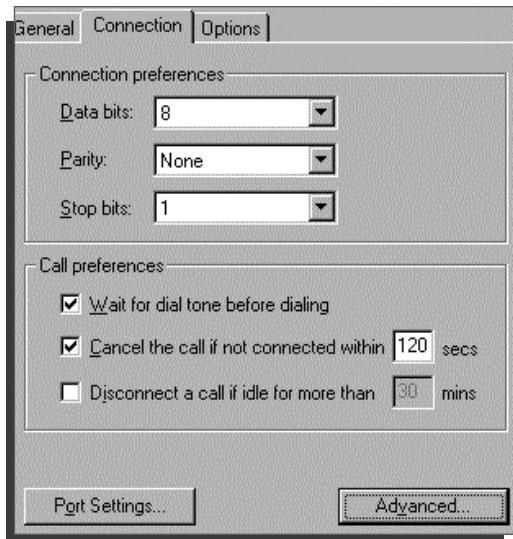 General Connection Options
Connection preferences
Data bits: 8
Parity: None
Stop bits: 1
Call preferences
Wait for dial tone before dialing
Cancel the call if not connected within 120 secs
Disconnect a call if idle for more than 30 mins
Port Settings... Advanced...